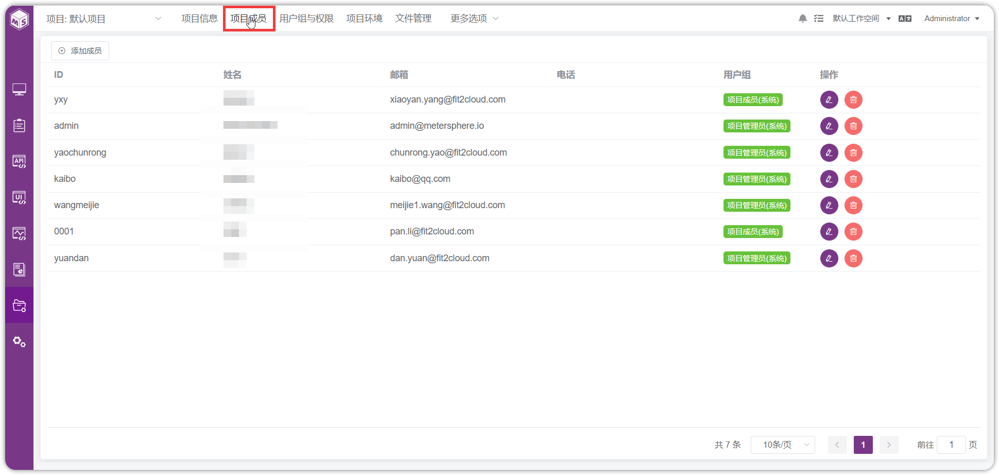 MS
项目: 默认项目 项目信息 项目成员 用户组与权限 项目环境 文件管理 更多选项 默认工作空间 A文 Administrator
添加成员
ID 姓名 邮箱 电话 用户组 操作
yxy xiaoyan.yang@fit2cloud.com 项目成员(系统)
admin admin@metersphere.io 项目管理员(系统)
yaochunrong chunrong.yao@fit2cloud.com 项目管理员(系统)
kaibo kaibo@qq.com 项目管理员(系统)
wangmeijie meijie1.wang@fit2cloud.com 项目管理员(系统)
0001 pan.li@fit2cloud.com 项目成员(系统)
yuandan dan.yuan@fit2cloud.com 项目管理员(系统)
API
UI
共 7 条 10条/页 1 前往 1 页